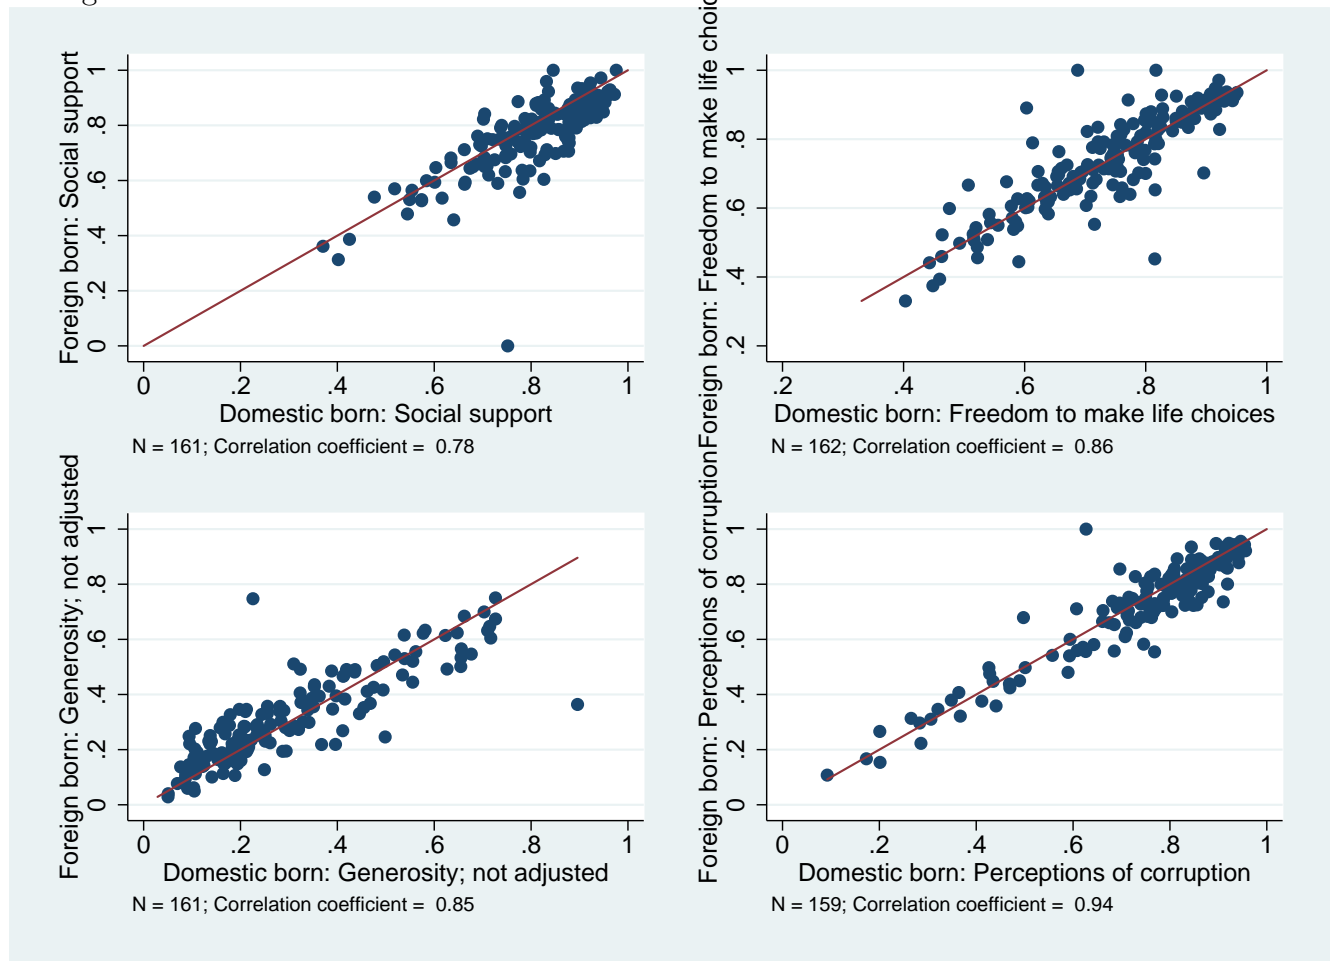 Foreign born: Social support
0 .2 .4 .6 .8 1
0 .2 .4 .6 .8 1
Domestic born: Social support
N = 161; Correlation coefficient = 0.78
Foreign born: Freedom to make life choic
.2 .4 .6 .8 1
.2 .4 .6 .8 1
Domestic born: Freedom to make life choices
N = 162; Correlation coefficient = 0.86
Foreign born: Generosity; not adjusted
0 .2 .4 .6 .8 1
0 .2 .4 .6 .8 1
Domestic born: Generosity; not adjusted
N = 161; Correlation coefficient = 0.85
Foreign born: Perceptions of corruption
0 .2 .4 .6 .8 1
0 .2 .4 .6 .8 1
Domestic born: Perceptions of corruption
N = 159; Correlation coefficient = 0.94